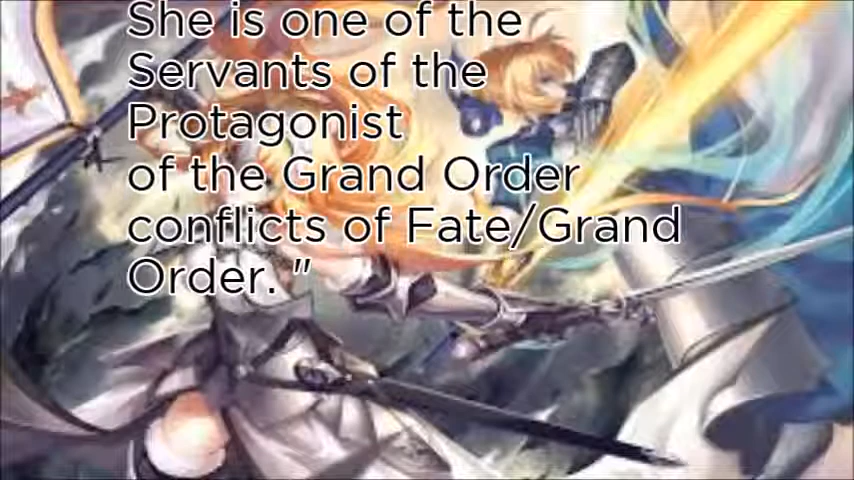 She is one of the
Servants of the
Protagonist
of the Grand Order
conflicts of Fate/Grand
Order. "